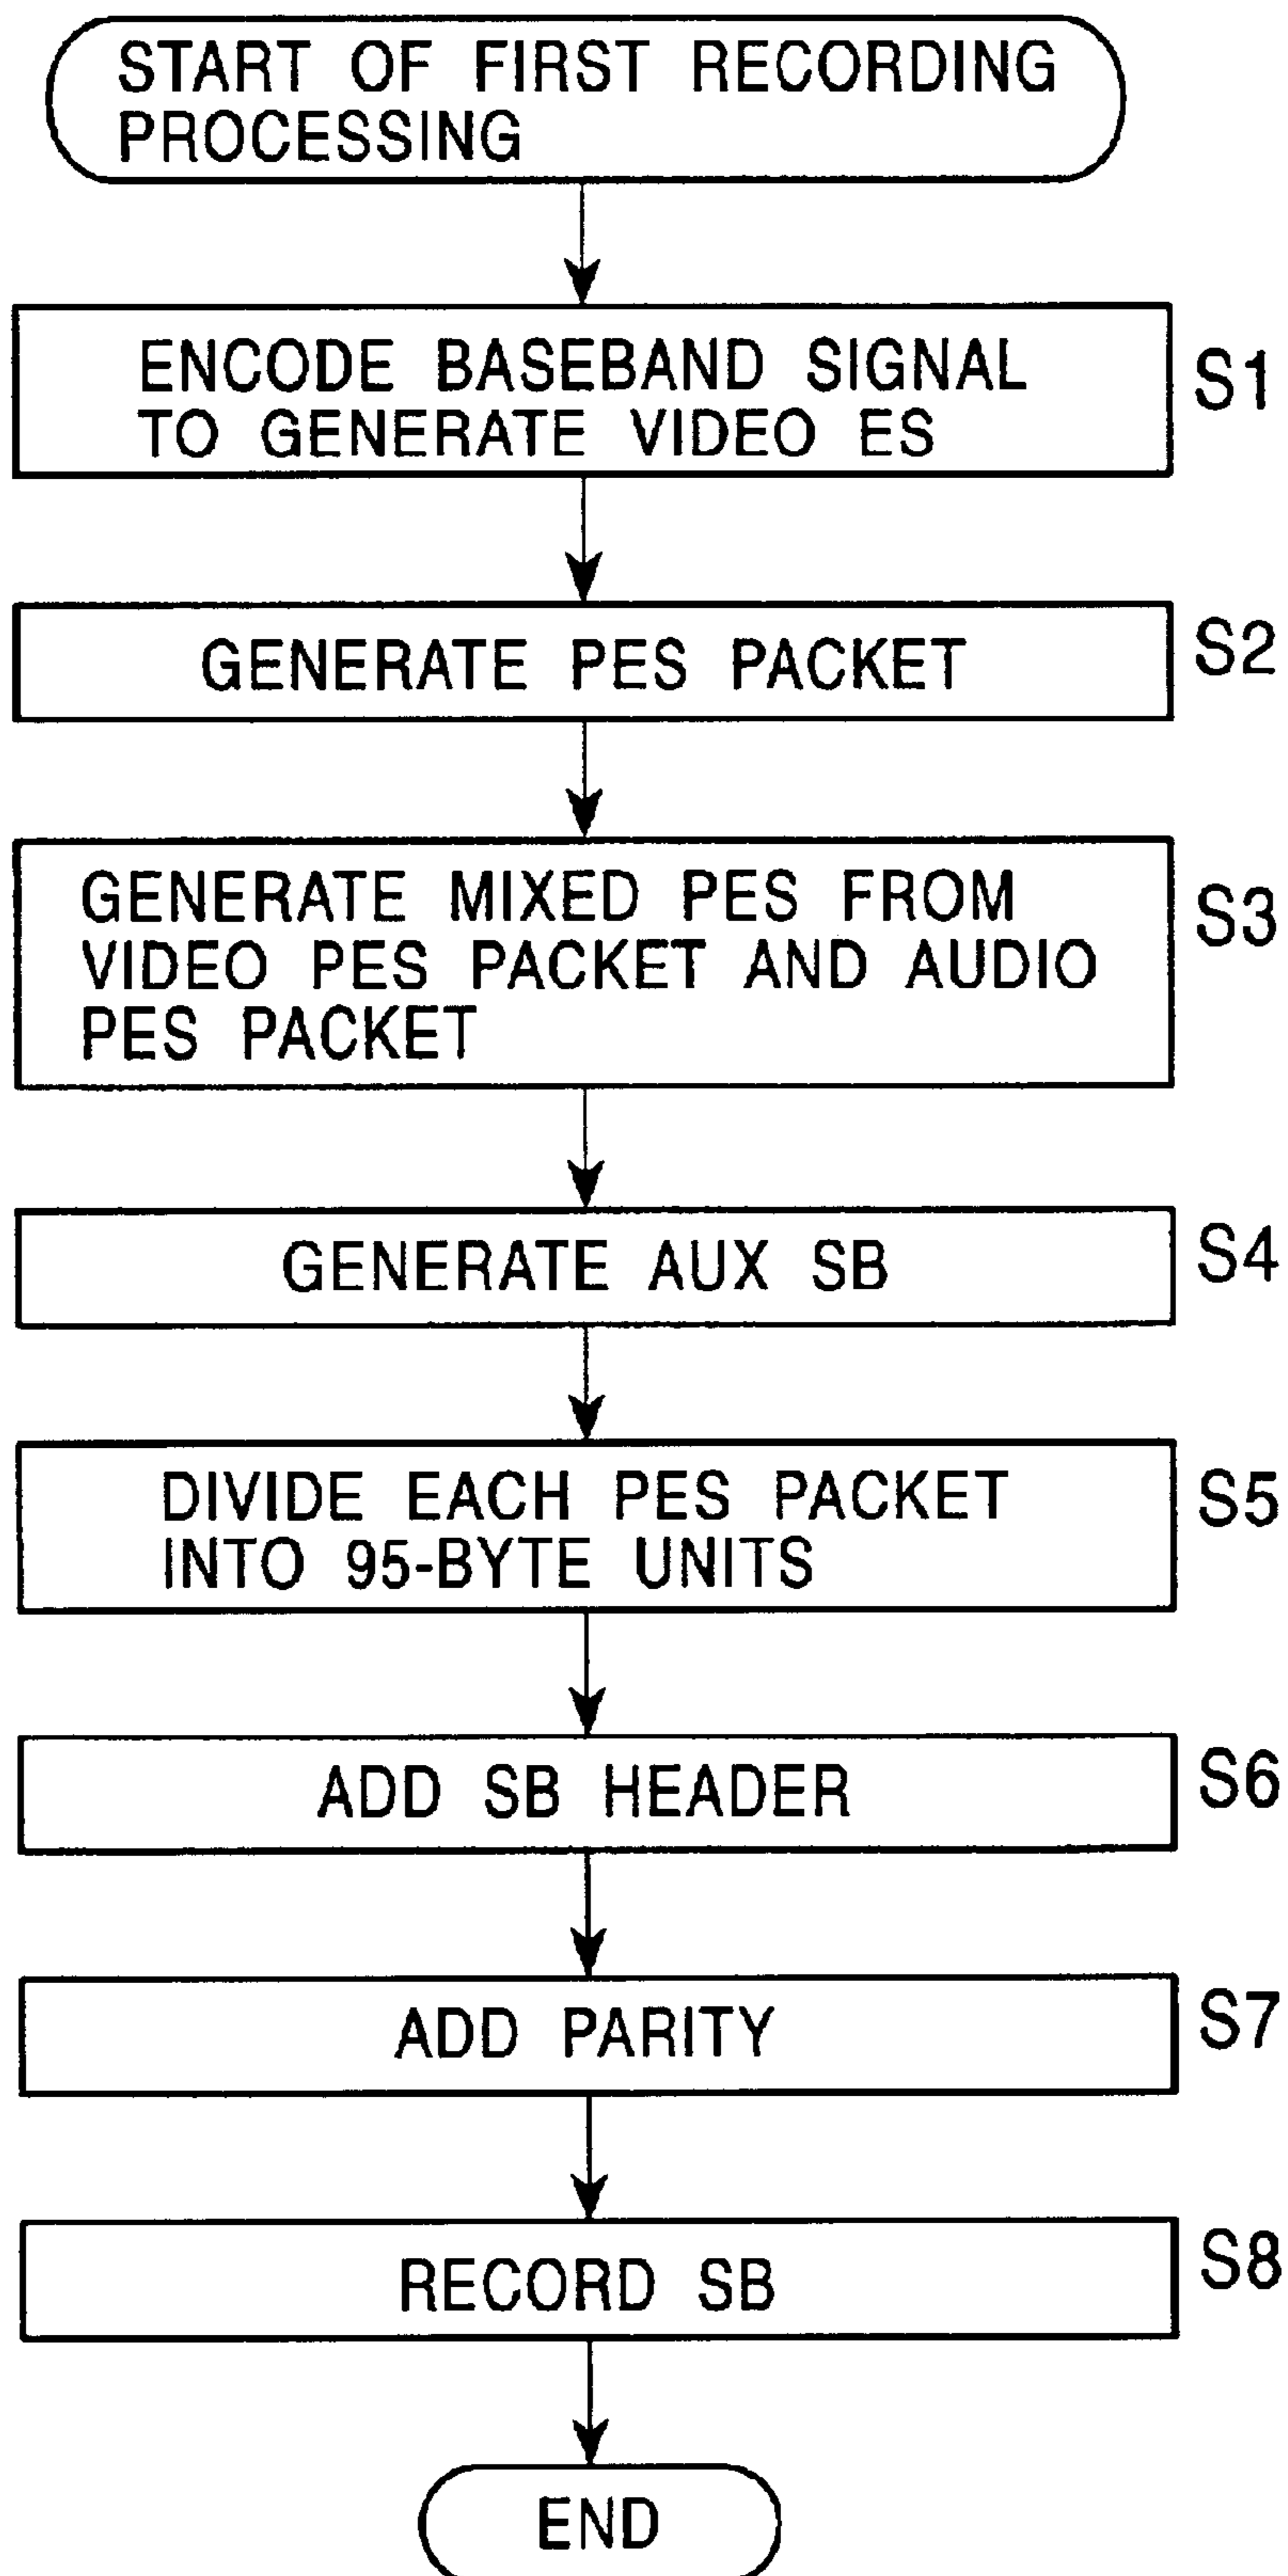 START OF FIRST RECORDING
PROCESSING
ENCODE BASEBAND SIGNAL
TO GENERATE VIDEO ES
S1
GENERATE PES PACKET
S2
GENERATE MIXED PES FROM
VIDEO PES PACKET AND AUDIO
PES PACKET
S3
GENERATE AUX SB
S4
DIVIDE EACH PES PACKET
INTO 95-BYTE UNITS
S5
ADD SB HEADER
S6
ADD PARITY
S7
RECORD SB
S8
END